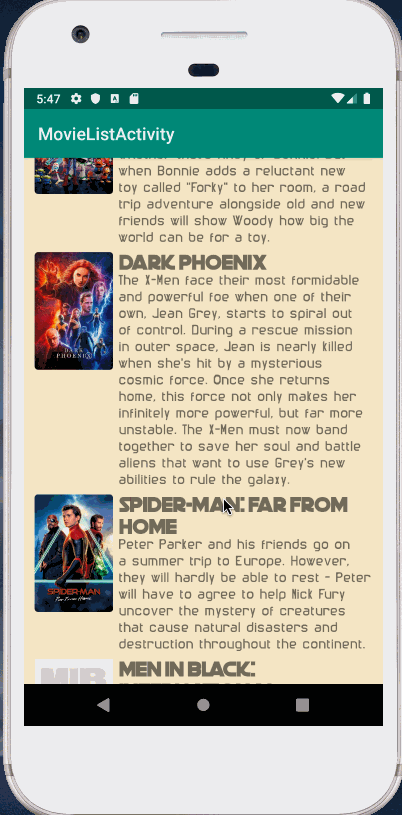 5:47
MovieListActivity
when Bonnie adds a reluctant new
toy called "Forky" to her room, a road
trip adventure alongside old and new
friends will show Woody how big the
world can be for a toy.
DARK PHOENIX
The X-Men face their most formidable
and powerful foe when one of their
own, Jean Grey, starts to spiral out
of control. During a rescue mission
in outer space, Jean is nearly killed
when she's hit by a mysterious
cosmic force. Once she returns
home, this force not only makes her
infinitely more powerful, but far more
unstable. The X-Men must now band
together to save her soul and battle
aliens that want to use Grey's new
abilities to rule the galaxy.
DARK
PHOENIX
SPIDER-MAN: FAR FROM
HOME
Peter Parker and his friends go on
a summer trip to Europe. However,
they will hardly be able to rest - Peter
will have to agree to help Nick Fury
uncover the mystery of creatures
that cause natural disasters and
destruction throughout the continent.
SPIDER-MAN
Far From Home
MEN IN BLACK:
MIB